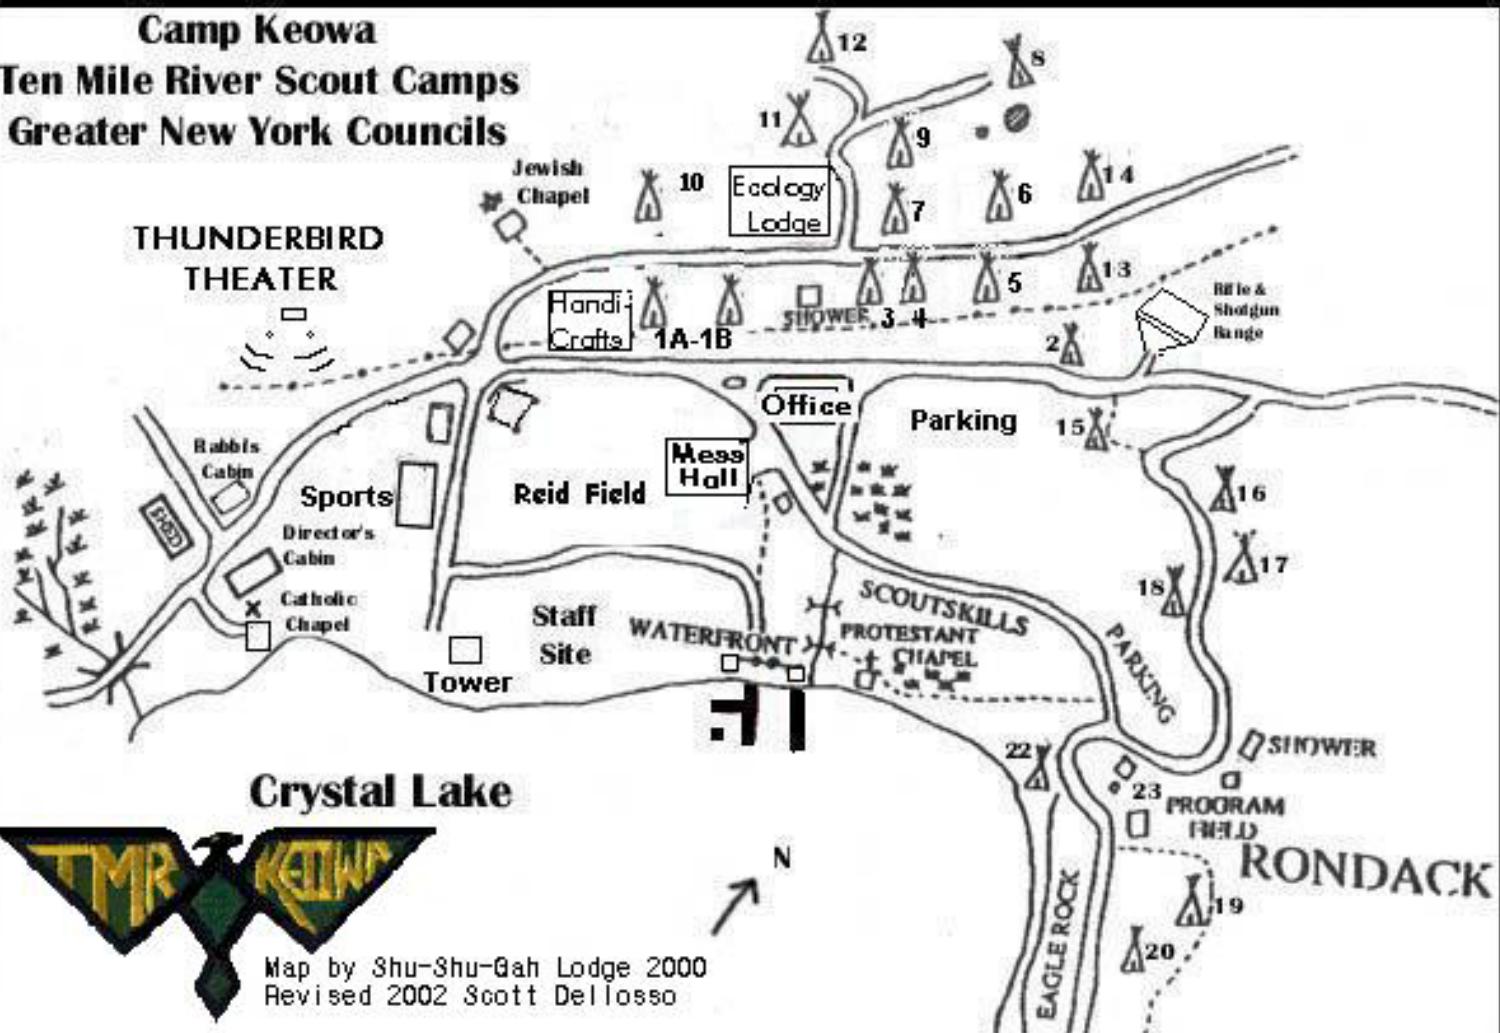 Camp Keowa
Ten Mile River Scout Camps
Greater New York Councils
12
8
11
9
Jewish
Chapel
10
Ecology
Lodge
7
6
14
THUNDERBIRD
THEATER
Handi-
Crafts
1A-1B
SHOWER
3
4
5
13
Rifle &
Shotgun
Range
2
Office
Parking
15
Rabbis
Cabin
Mess
Hall
Sports
Reid Field
16
SHED
Director's
Cabin
17
18
Catholic
Chapel
Staff
Site
WATERFRONT
SCOUTSKILLS
PROTESTANT
CHAPEL
PARKING
Tower
22
SHOWER
23
PROGRAM
FIELD
Crystal Lake
TMR
KEOWA
N
RONDACK
EAGLE ROCK
19
20
Map by Shu-Shu-Gah Lodge 2000
Revised 2002 Scott Dellosso